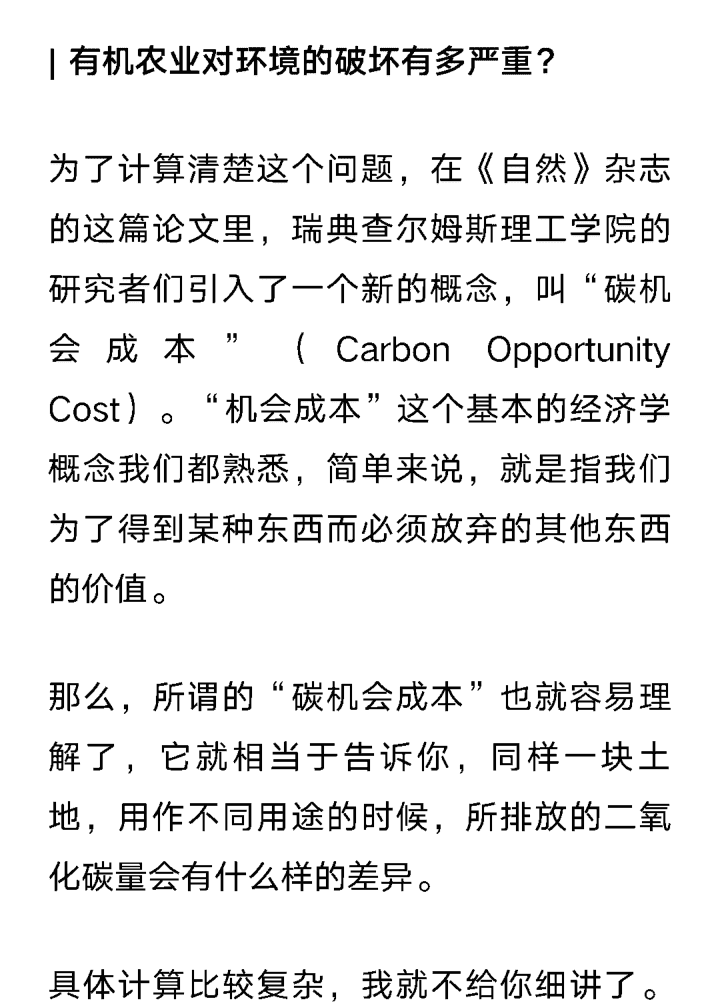 | 有机农业对环境的破坏有多严重？
为了计算清楚这个问题，在《自然》杂志
的这篇论文里，瑞典查尔姆斯理工学院的
研究者们引入了一个新的概念，叫“碳机
会成本”（Carbon Opportunity
Cost）。“机会成本”这个基本的经济学
概念我们都熟悉，简单来说，就是指我们
为了得到某种东西而必须放弃的其他东西
的价值。
那么，所谓的“碳机会成本”也就容易理
解了，它就相当于告诉你，同样一块土
地，用作不同用途的时候，所排放的二氧
化碳量会有什么样的差异。
具体计算比较复杂，我就不给你细讲了。